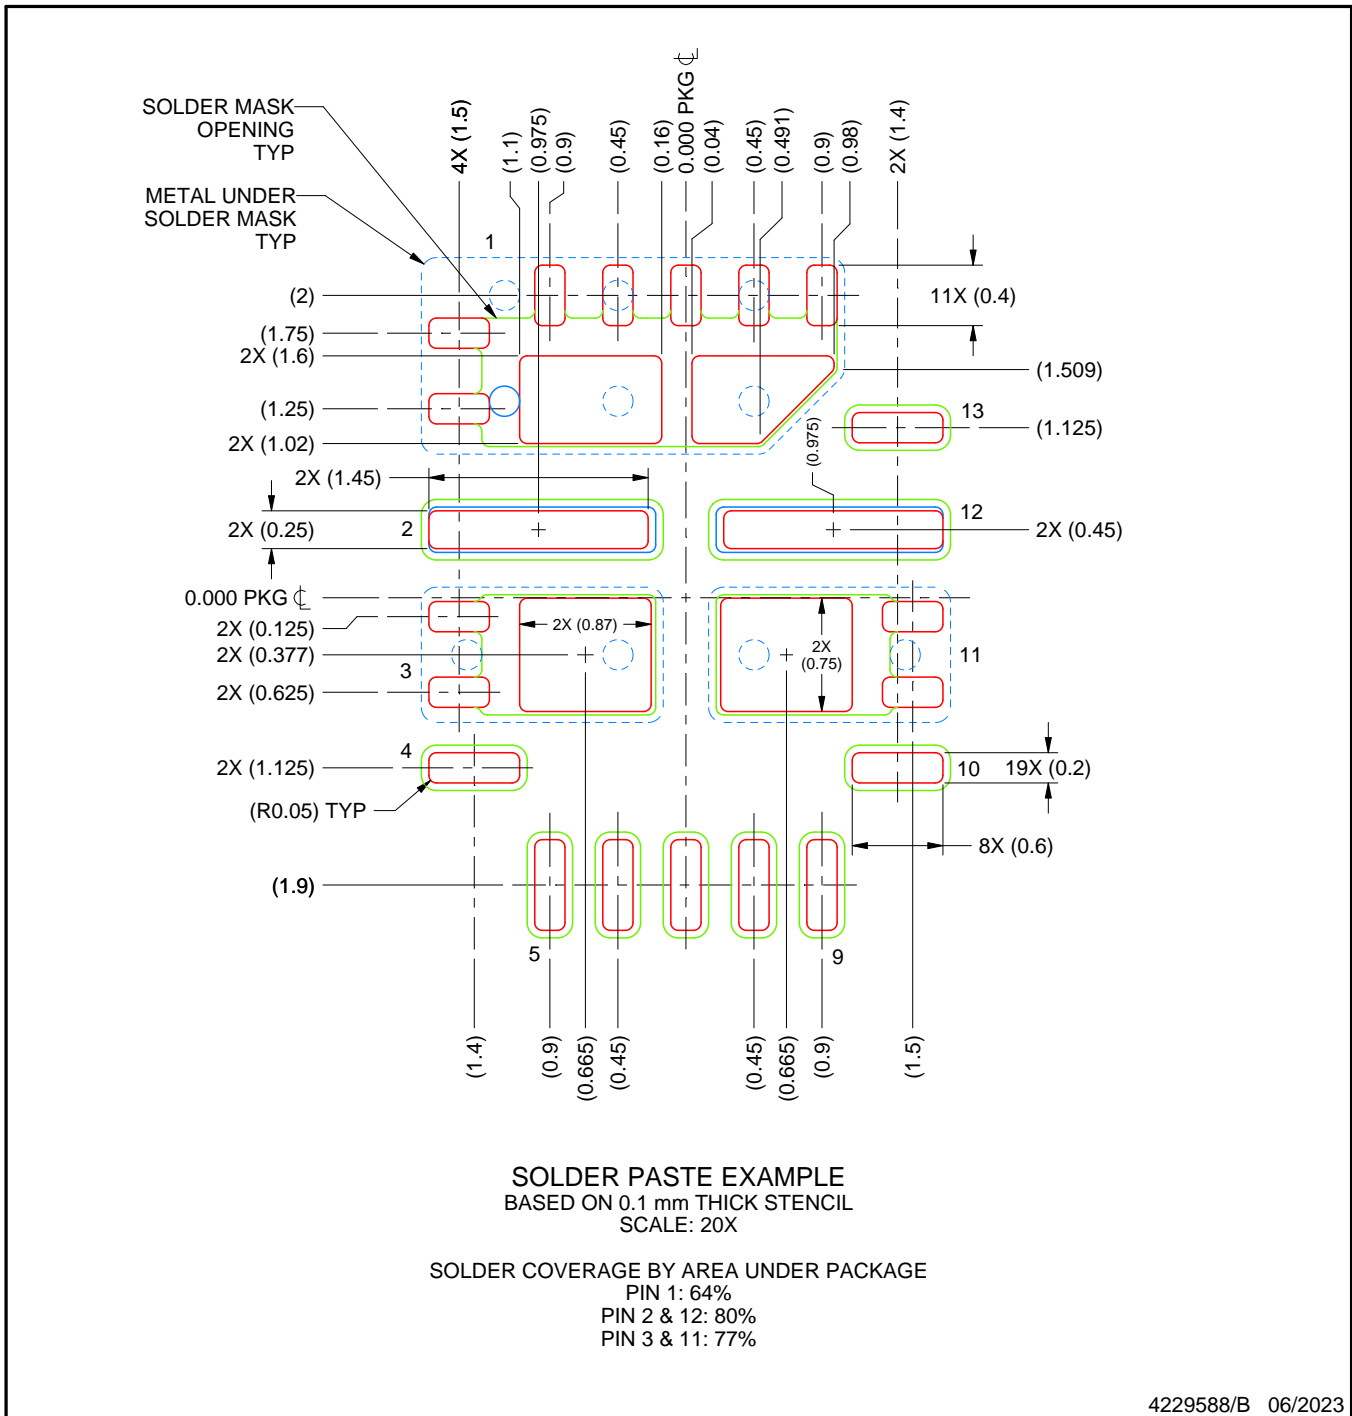 SOLDER MASK
OPENING
TYP
METAL UNDER
SOLDER MASK
TYP
4X (1.5)
(1.1)
(0.975)
(0.9)
(0.45)
(0.16)
0.000 PKG ℄
(0.04)
(0.45)
(0.491)
(0.9)
(0.98)
2X (1.4)
1
(2)
11X (0.4)
(1.75)
2X (1.6)
(1.509)
(1.25)
13
(1.125)
2X (1.02)
(0.975)
2X (1.45)
2X (0.25)
2
12
2X (0.45)
0.000 PKG ℄
2X (0.125)
2X (0.87)
2X (0.377)
2X
(0.75)
11
3
2X (0.625)
4
2X (1.125)
10
19X (0.2)
(R0.05) TYP
8X (0.6)
(1.9)
5
9
(1.4)
(0.9)
(0.665)
(0.45)
(0.45)
(0.665)
(0.9)
(1.5)
SOLDER PASTE EXAMPLE
BASED ON 0.1 mm THICK STENCIL
SCALE: 20X
SOLDER COVERAGE BY AREA UNDER PACKAGE
PIN 1: 64%
PIN 2 & 12: 80%
PIN 3 & 11: 77%
4229588/B 06/2023